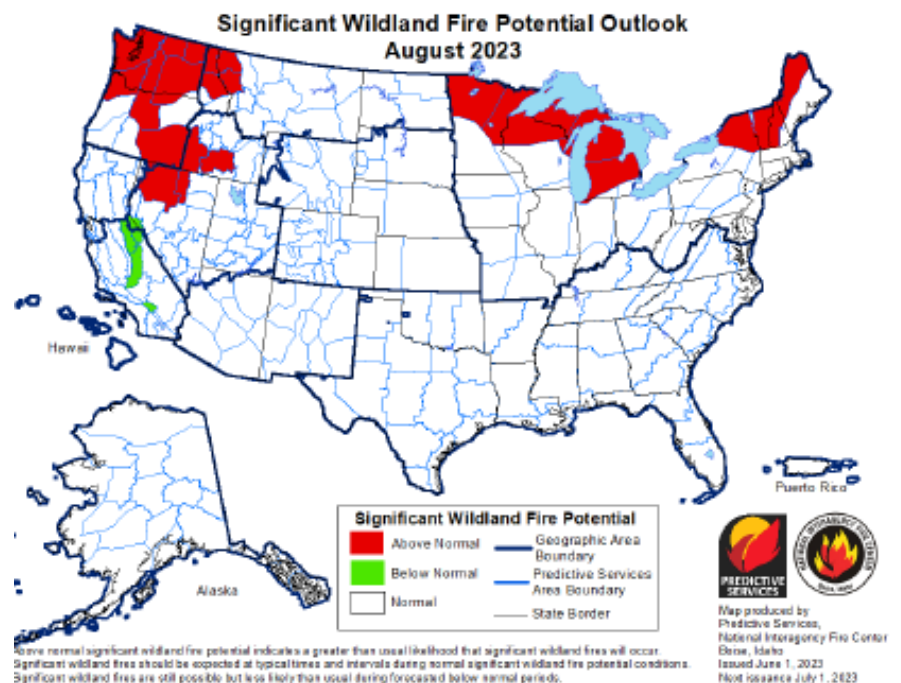 Significant Wildland Fire Potential Outlook
August 2023
Hawaii
Puerto Rico
Alaska
Significant Wildland Fire Potential
Above Normal
Below Normal
Normal
Geographic Area
Boundary
Predictive Services
Area Boundary
State Border
PREDICTIVE
SERVICES
Map produced by
Predictive Services,
National Interagency Fire Center
Boise, Idaho
Issued June 1, 2023
Next issuance July 1, 2023
Above normal significant wildland fire potential indicates a greater than usual likelihood that significant wildland fires will occur.
Significant wildland fires should be expected at typical times and intervals during normal significant wildland fire potential conditions.
Significant wildland fires are still possible but less likely than usual during forecasted below normal periods.